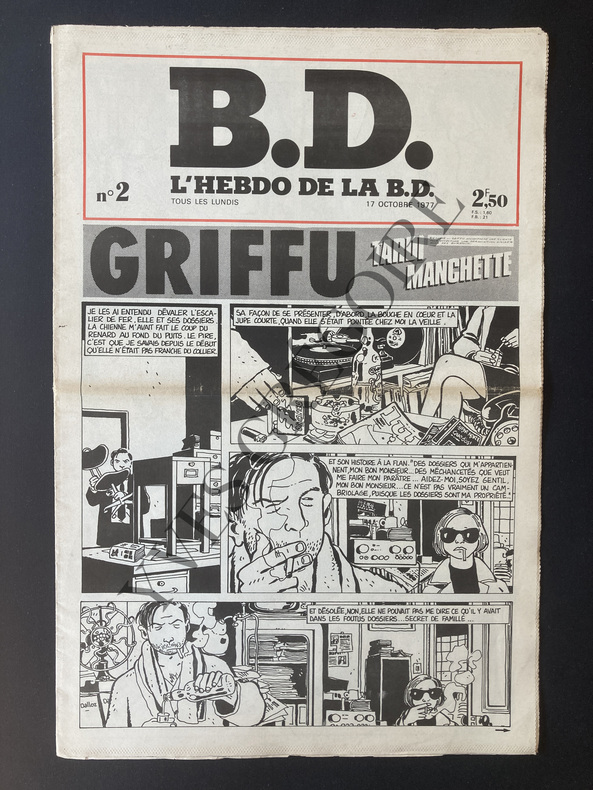 B.D.
L'HEBDO DE LA B.D.
n° 2
TOUS LES LUNDIS
17 OCTOBRE 1977
2,50 F
F.S. : 1.60
F.B. : 21
GRIFFU
TARDI
MANCHETTE
JE LES AI ENTENDU DÉVALER L'ESCA-
LIER DE FER, ELLE ET SES DOSSIERS.
LA CHIENNE M'AVAIT FAIT LE COUP DU
RENARD AU FOND DU PUITS. LE PIRE,
C'EST QUE JE SAVAIS DEPUIS LE DÉBUT
QU'ELLE N'ÉTAIT PAS FRANCHE DU COLLIER.
SA FAÇON DE SE PRÉSENTER, D'ABORD, LA BOUCHE EN CŒUR ET LA
JUPE COURTE, QUAND ELLE S'ÉTAIT POINTÉE CHEZ MOI LA VEILLE.
ET SON HISTOIRE À LA FLAN. "DES DOSSIERS QUI M'APPARTIEN-
NENT, MON BON MONSIEUR... DES MÉCHANCETÉS QUE VEUT
ME FAIRE MON PARÂTRE... AIDEZ-MOI, SOYEZ GENTIL.
MON BON MONSIEUR... CE N'EST PAS VRAIMENT UN CAM-
BRIOLAGE, PUISQUE LES DOSSIERS SONT MA PROPRIÉTÉ."
ET DÉSOLÉE, NON, ELLE NE POUVAIT PAS ME DIRE CE QU'IL Y AVAIT
DANS LES FOUTUS DOSSIERS... SECRET DE FAMILLE...
Dalloz
YVESCOPE